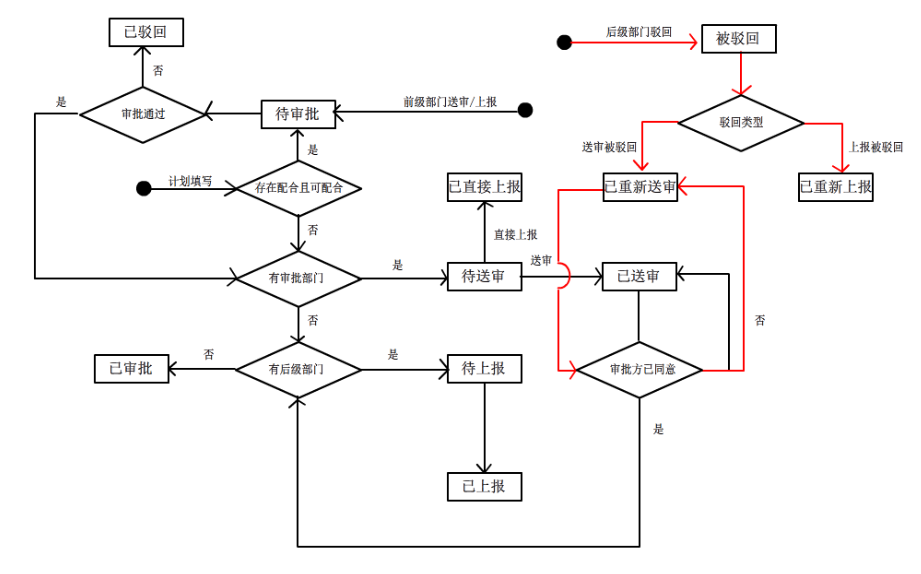 已驳回
后级部门驳回
被驳回
否
是
审批通过
待审批
前级部门送审/上报
驳回类型
送审被驳回
上报被驳回
是
计划填写
存在配合且可配合
已直接上报
已重新送审
已重新上报
否
直接上报
有审批部门
是
待送审
送审
已送审
否
否
已审批
否
有后级部门
是
待上报
审批方已同意
是
已上报